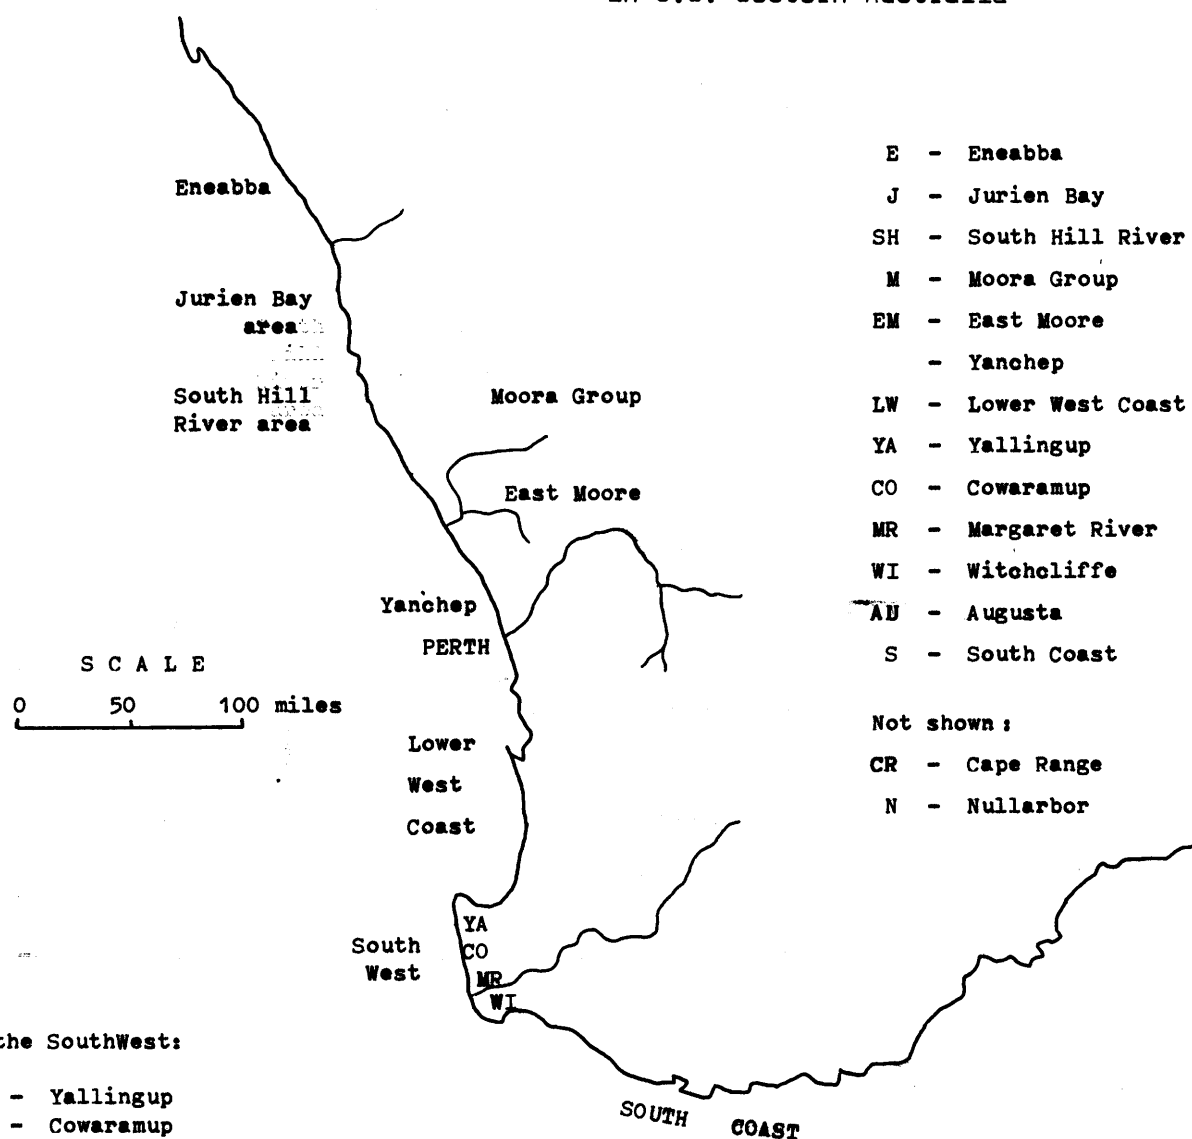 Eneabba
Jurien Bay
area
South Hill
River area
Moora Group
East Moore
Yanchep
PERTH
S C A L E
0 50 100 miles
Lower
West
Coast
South
West
YA
CO
MR
WI
SOUTH COAST
E - Eneabba
J - Jurien Bay
SH - South Hill River
M - Moora Group
EM - East Moore
- Yanchep
LW - Lower West Coast
YA - Yallingup
CO - Cowaramup
MR - Margaret River
WI - Witchcliffe
AU - Augusta
S - South Coast
Not shown:
CR - Cape Range
N - Nullarbor
the SouthWest:
- Yallingup
- Cowaramup